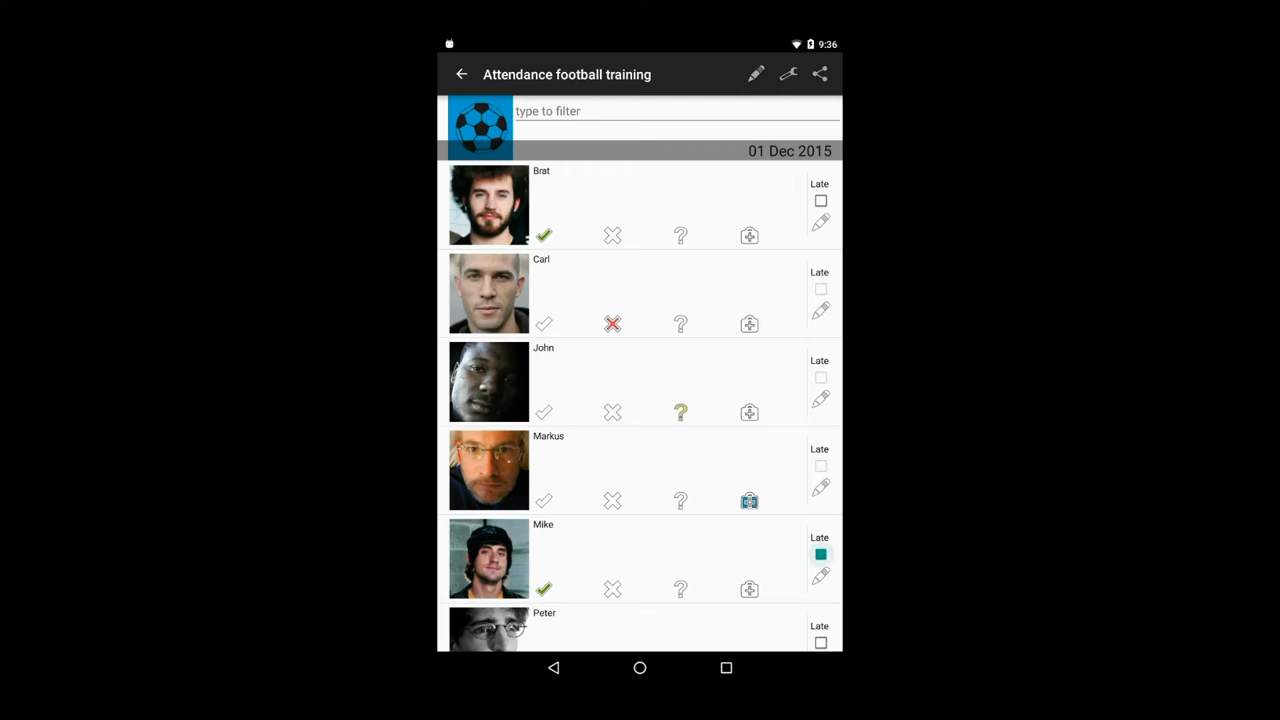 9:36
Attendance football training
type to filter
01 Dec 2015
Brat
Late
Carl
Late
John
Late
Markus
Late
Mike
Late
Peter
Late